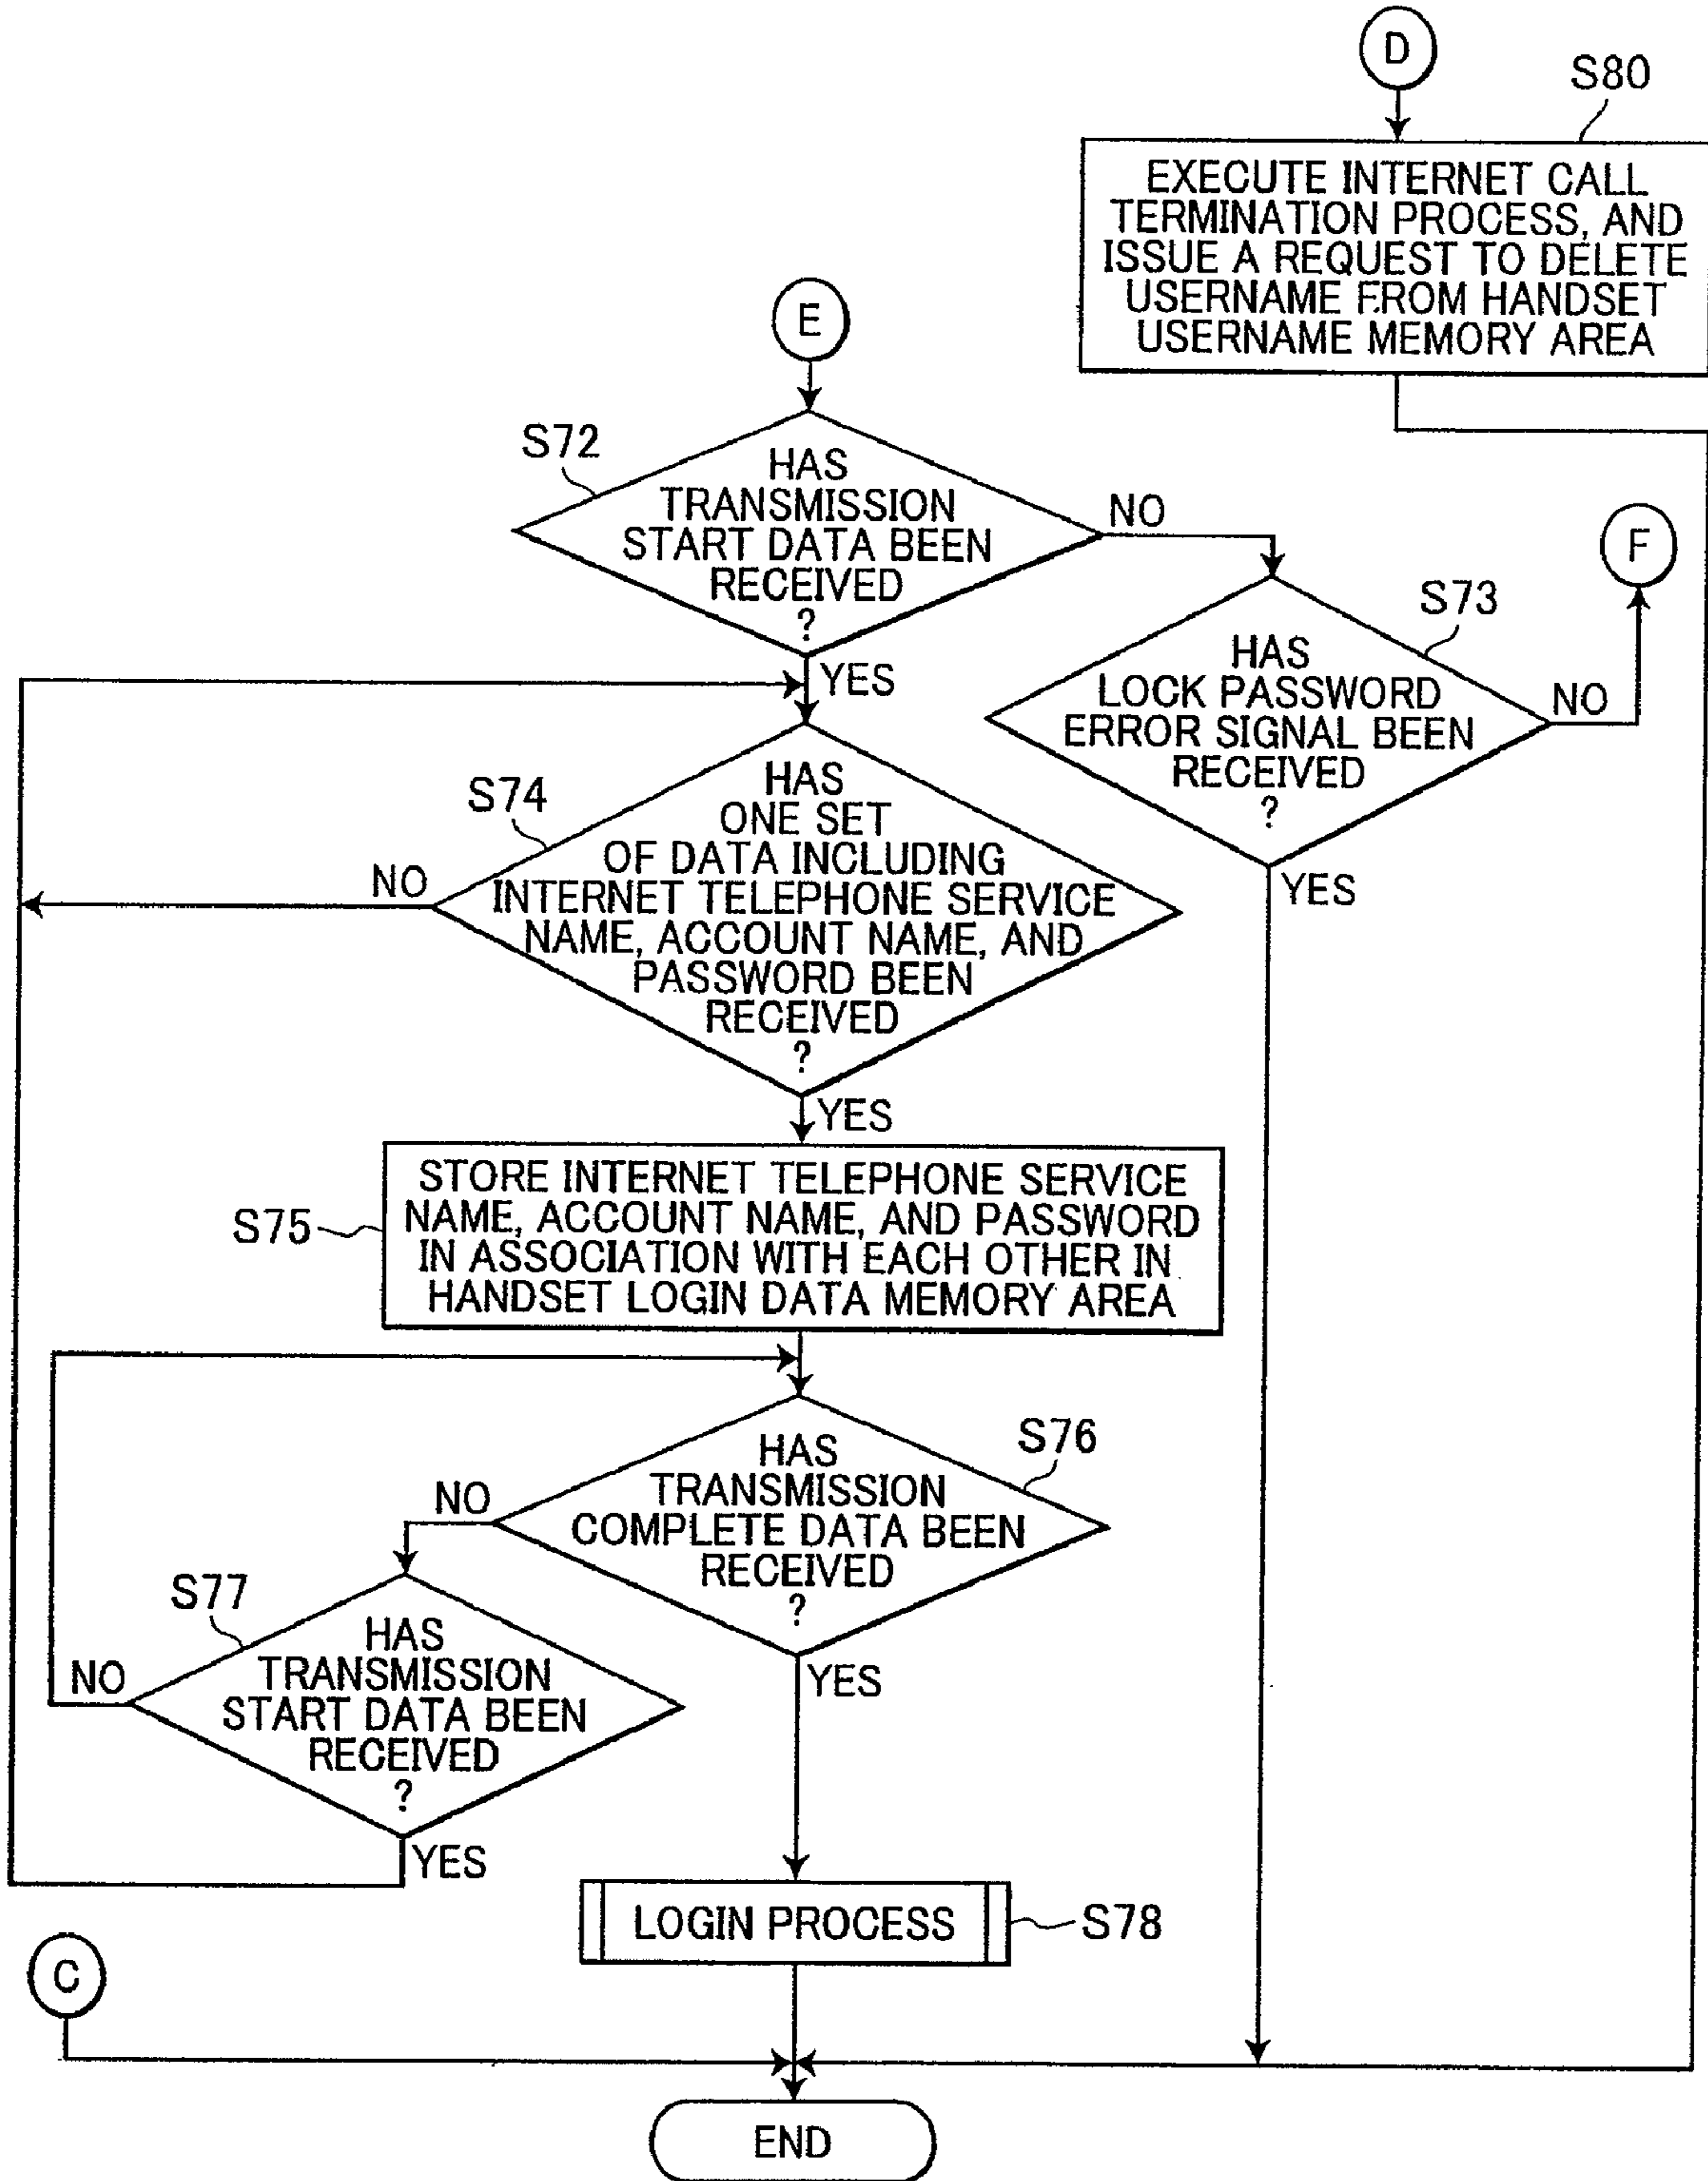 D
S80
EXECUTE INTERNET CALL
TERMINATION PROCESS, AND
ISSUE A REQUEST TO DELETE
USERNAME FROM HANDSET
USERNAME MEMORY AREA
E
S72
HAS
TRANSMISSION
START DATA BEEN
RECEIVED
?
NO
YES
F
S73
HAS
LOCK PASSWORD
ERROR SIGNAL BEEN
RECEIVED
?
NO
YES
S74
HAS
ONE SET
OF DATA INCLUDING
INTERNET TELEPHONE SERVICE
NAME, ACCOUNT NAME, AND
PASSWORD BEEN
RECEIVED
?
NO
YES
S75
STORE INTERNET TELEPHONE SERVICE
NAME, ACCOUNT NAME, AND PASSWORD
IN ASSOCIATION WITH EACH OTHER IN
HANDSET LOGIN DATA MEMORY AREA
S76
HAS
TRANSMISSION
COMPLETE DATA BEEN
RECEIVED
?
NO
YES
S77
HAS
TRANSMISSION
START DATA BEEN
RECEIVED
?
NO
YES
LOGIN PROCESS
S78
C
END